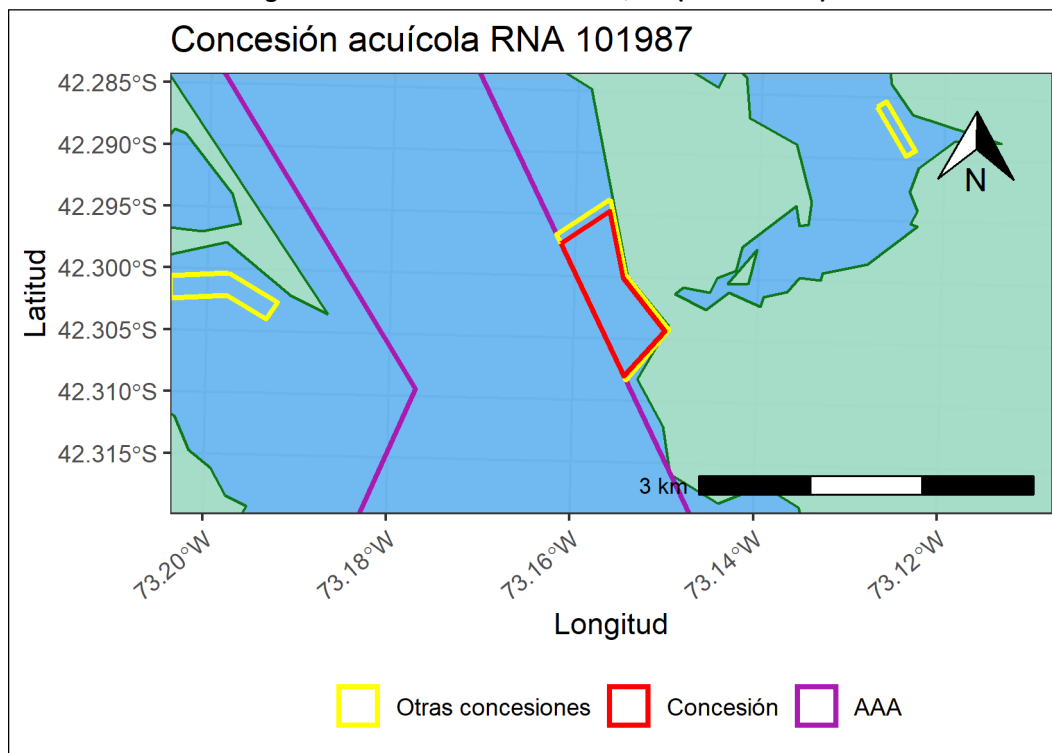 Concesión acuícola RNA 101987
42.285°S
42.290°S
42.295°S
42.300°S
42.305°S
42.310°S
42.315°S
Latitud
N
3 km
73.20°W
73.18°W
73.16°W
73.14°W
73.12°W
Longitud
Otras concesiones
Concesión
AAA